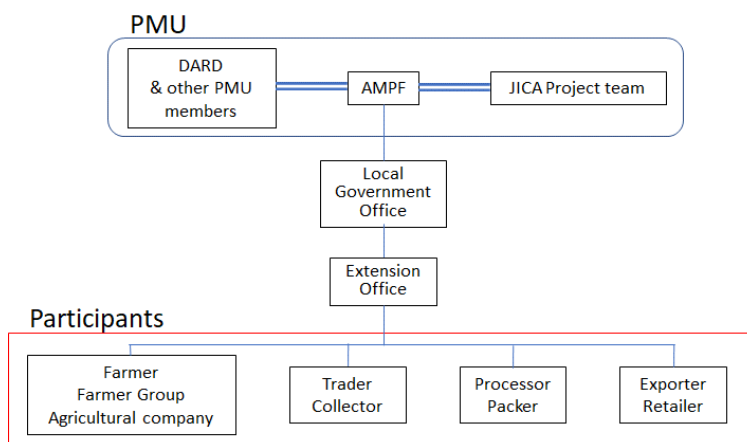 PMU
DARD
& other PMU
members
AMPF
JICA Project team
Local
Government
Office
Extension
Office
Participants
Farmer
Farmer Group
Agricultural company
Trader
Collector
Processor
Packer
Exporter
Retailer